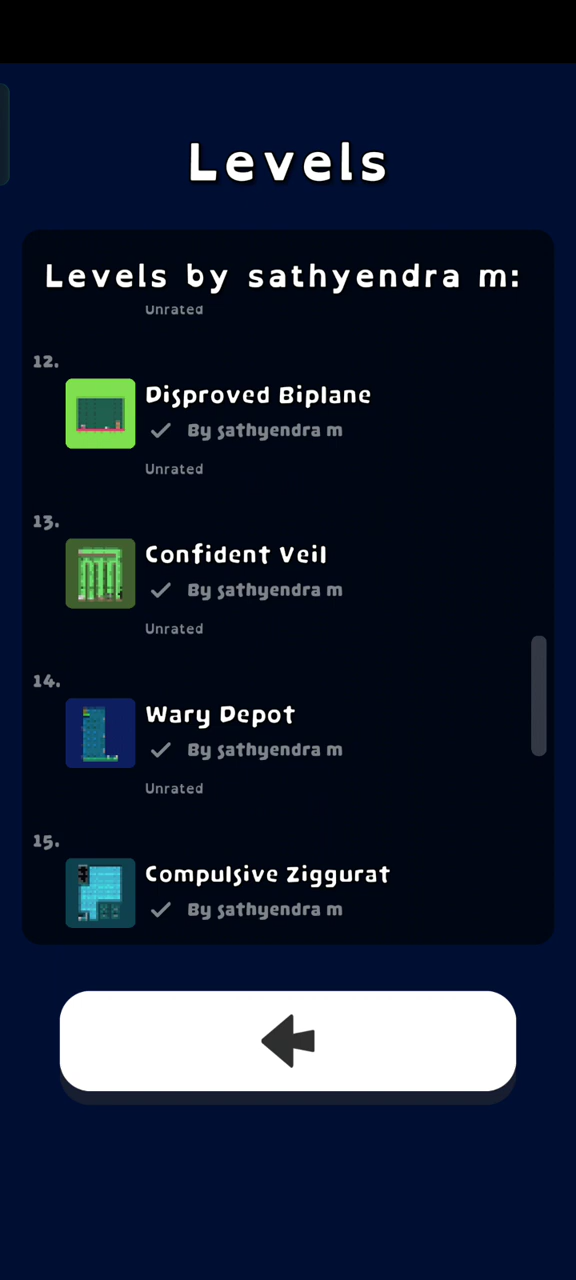 Levels
Levels by sathyendra m:
Unrated
12.
Disproved Biplane
By sathyendra m
Unrated
13.
Confident Veil
By sathyendra m
Unrated
14.
Wary Depot
By sathyendra m
Unrated
15.
Compulsive Ziggurat
By sathyendra m